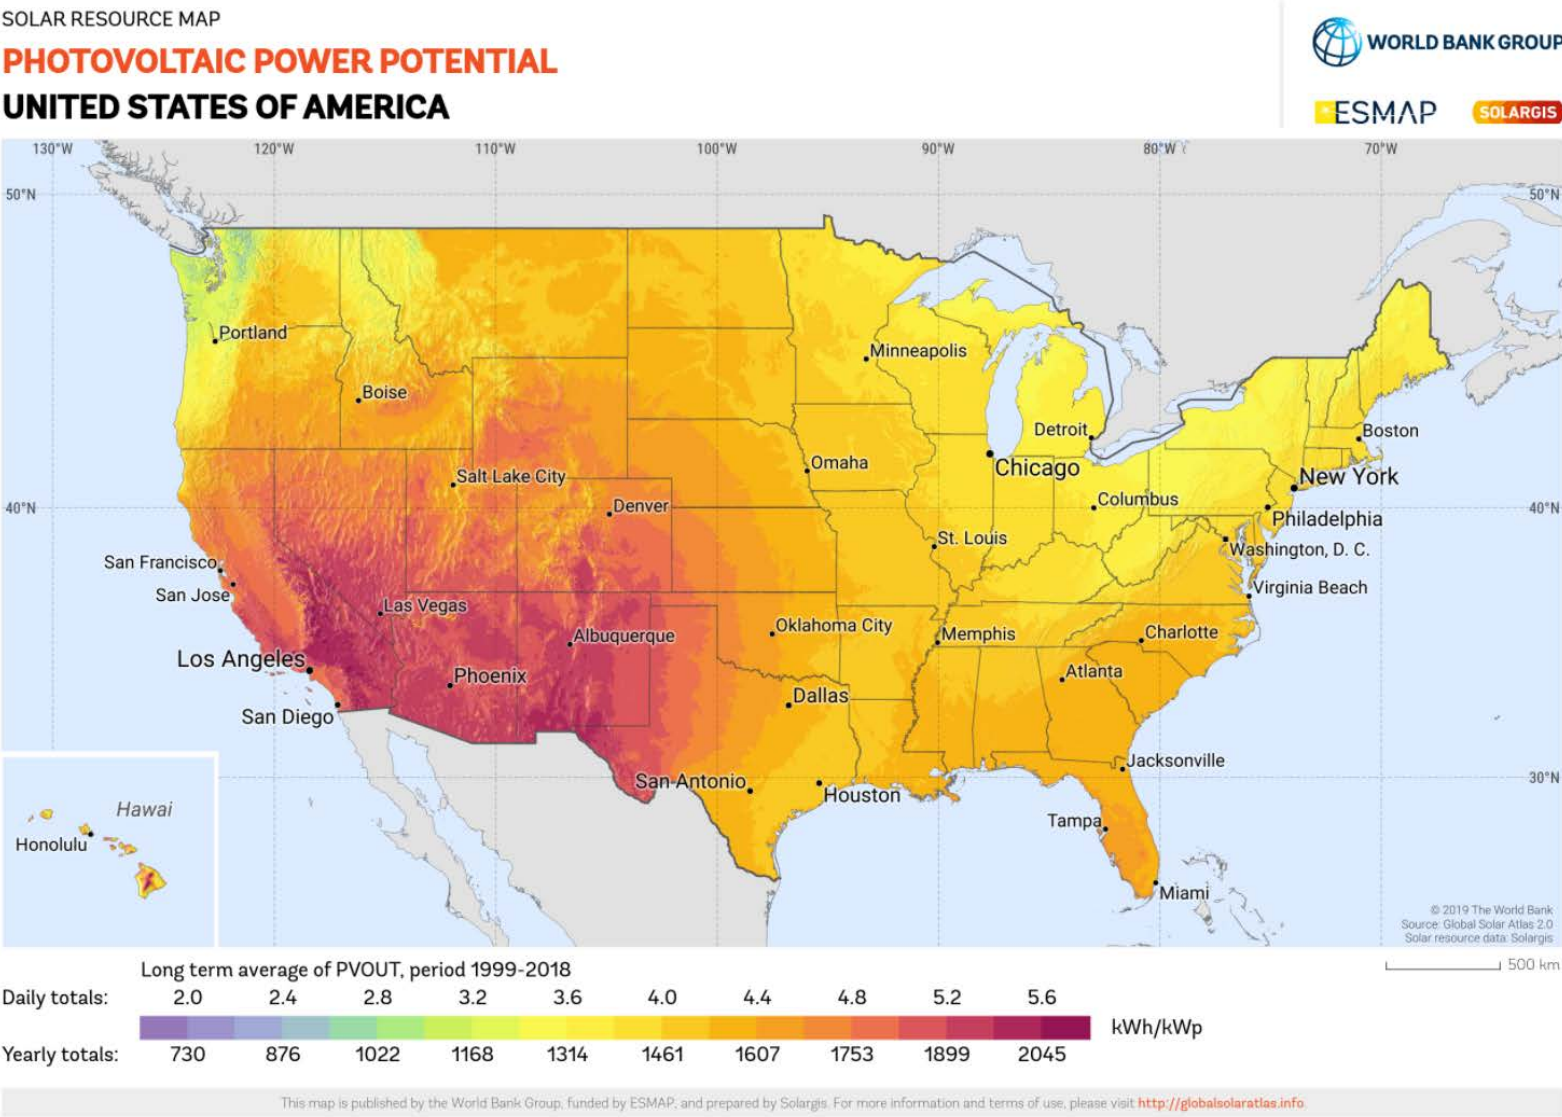 SOLAR RESOURCE MAP
PHOTOVOLTAIC POWER POTENTIAL
UNITED STATES OF AMERICA
WORLD BANK GROUP
ESMAP
SOLARGIS
130°W 120°W 110°W 100°W 90°W 80°W 70°W
50°N 50°N
Portland
Minneapolis
Boise
Detroit
Boston
Omaha
Chicago
Salt Lake City
New York
Columbus
Denver
40°N 40°N
Philadelphia
St. Louis
Washington, D. C.
San Francisco
San Jose
Virginia Beach
Las Vegas
Oklahoma City
Charlotte
Albuquerque
Memphis
Los Angeles
Atlanta
Phoenix
Dallas
San Diego
Jacksonville
30°N
San Antonio
Houston
Hawai
Tampa
Honolulu
Miami
© 2019 The World Bank
Source: Global Solar Atlas 2.0
Solar resource data: Solargis
500 km
Long term average of PVOUT, period 1999-2018
Daily totals: 2.0 2.4 2.8 3.2 3.6 4.0 4.4 4.8 5.2 5.6
kWh/kWp
Yearly totals: 730 876 1022 1168 1314 1461 1607 1753 1899 2045
This map is published by the World Bank Group, funded by ESMAP, and prepared by Solargis. For more information and terms of use, please visit http://globalsolaratlas.info.